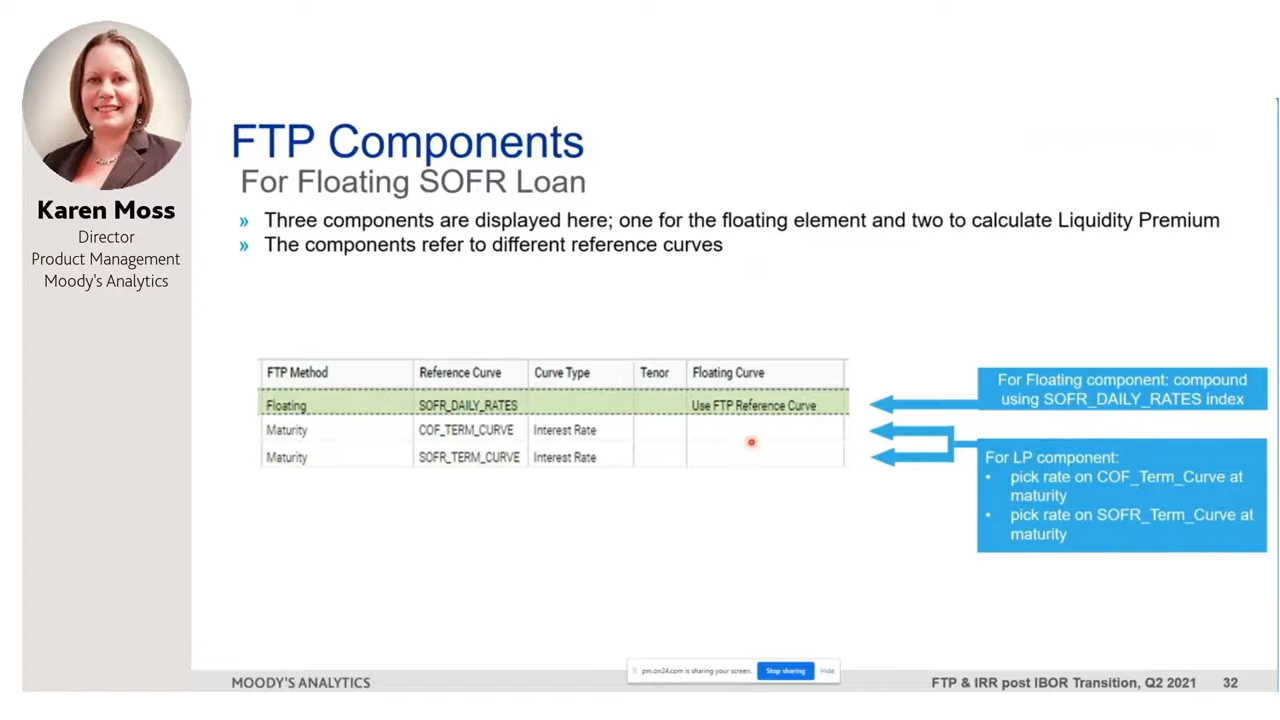 Karen Moss
Director
Product Management
Moody's Analytics
FTP Components
For Floating SOFR Loan
» Three components are displayed here; one for the floating element and two to calculate Liquidity Premium
» The components refer to different reference curves
FTP Method Reference Curve Curve Type Tenor Floating Curve
Floating SOFR_DAILY_RATES Use FTP Reference Curve
Maturity COF_TERM_CURVE Interest Rate
Maturity SOFR_TERM_CURVE Interest Rate
For Floating component: compound
using SOFR_DAILY_RATES index
For LP component:
• pick rate on COF_Term_Curve at
maturity
• pick rate on SOFR_Term_Curve at
maturity
pm.on24.com is sharing your screen. Stop sharing Hide
MOODY'S ANALYTICS FTP & IRR post IBOR Transition, Q2 2021 32